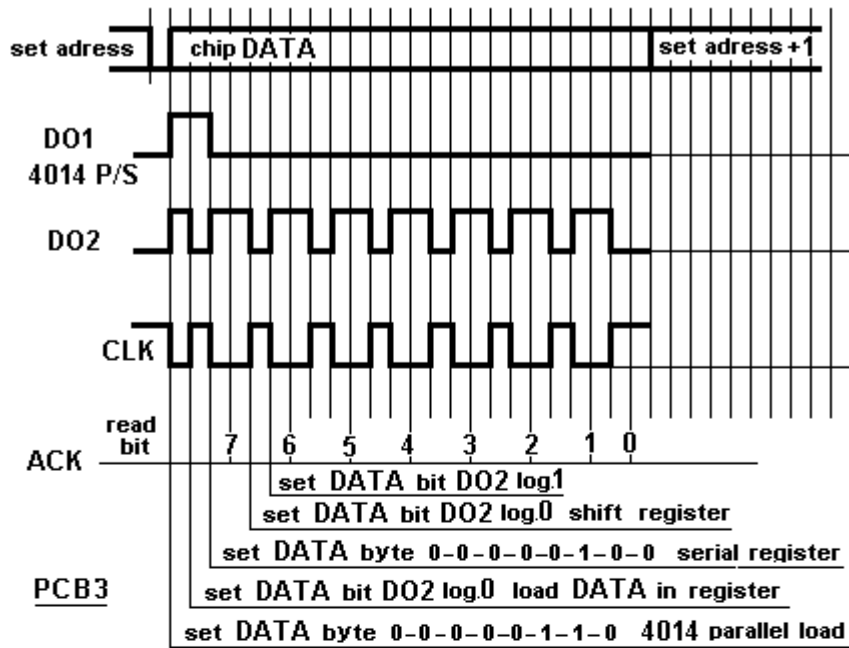 set adress
chip DATA
set adress +1
DO1
4014 P/S
DO2
CLK
read
bit
7 6 5 4 3 2 1 0
ACK
set DATA bit DO2 log.1
set DATA bit DO2 log.0 shift register
set DATA byte 0-0-0-0-0-1-0-0 serial register
PCB3
set DATA bit DO2 log.0 load DATA in register
set DATA byte 0-0-0-0-0-1-1-0 4014 parallel load